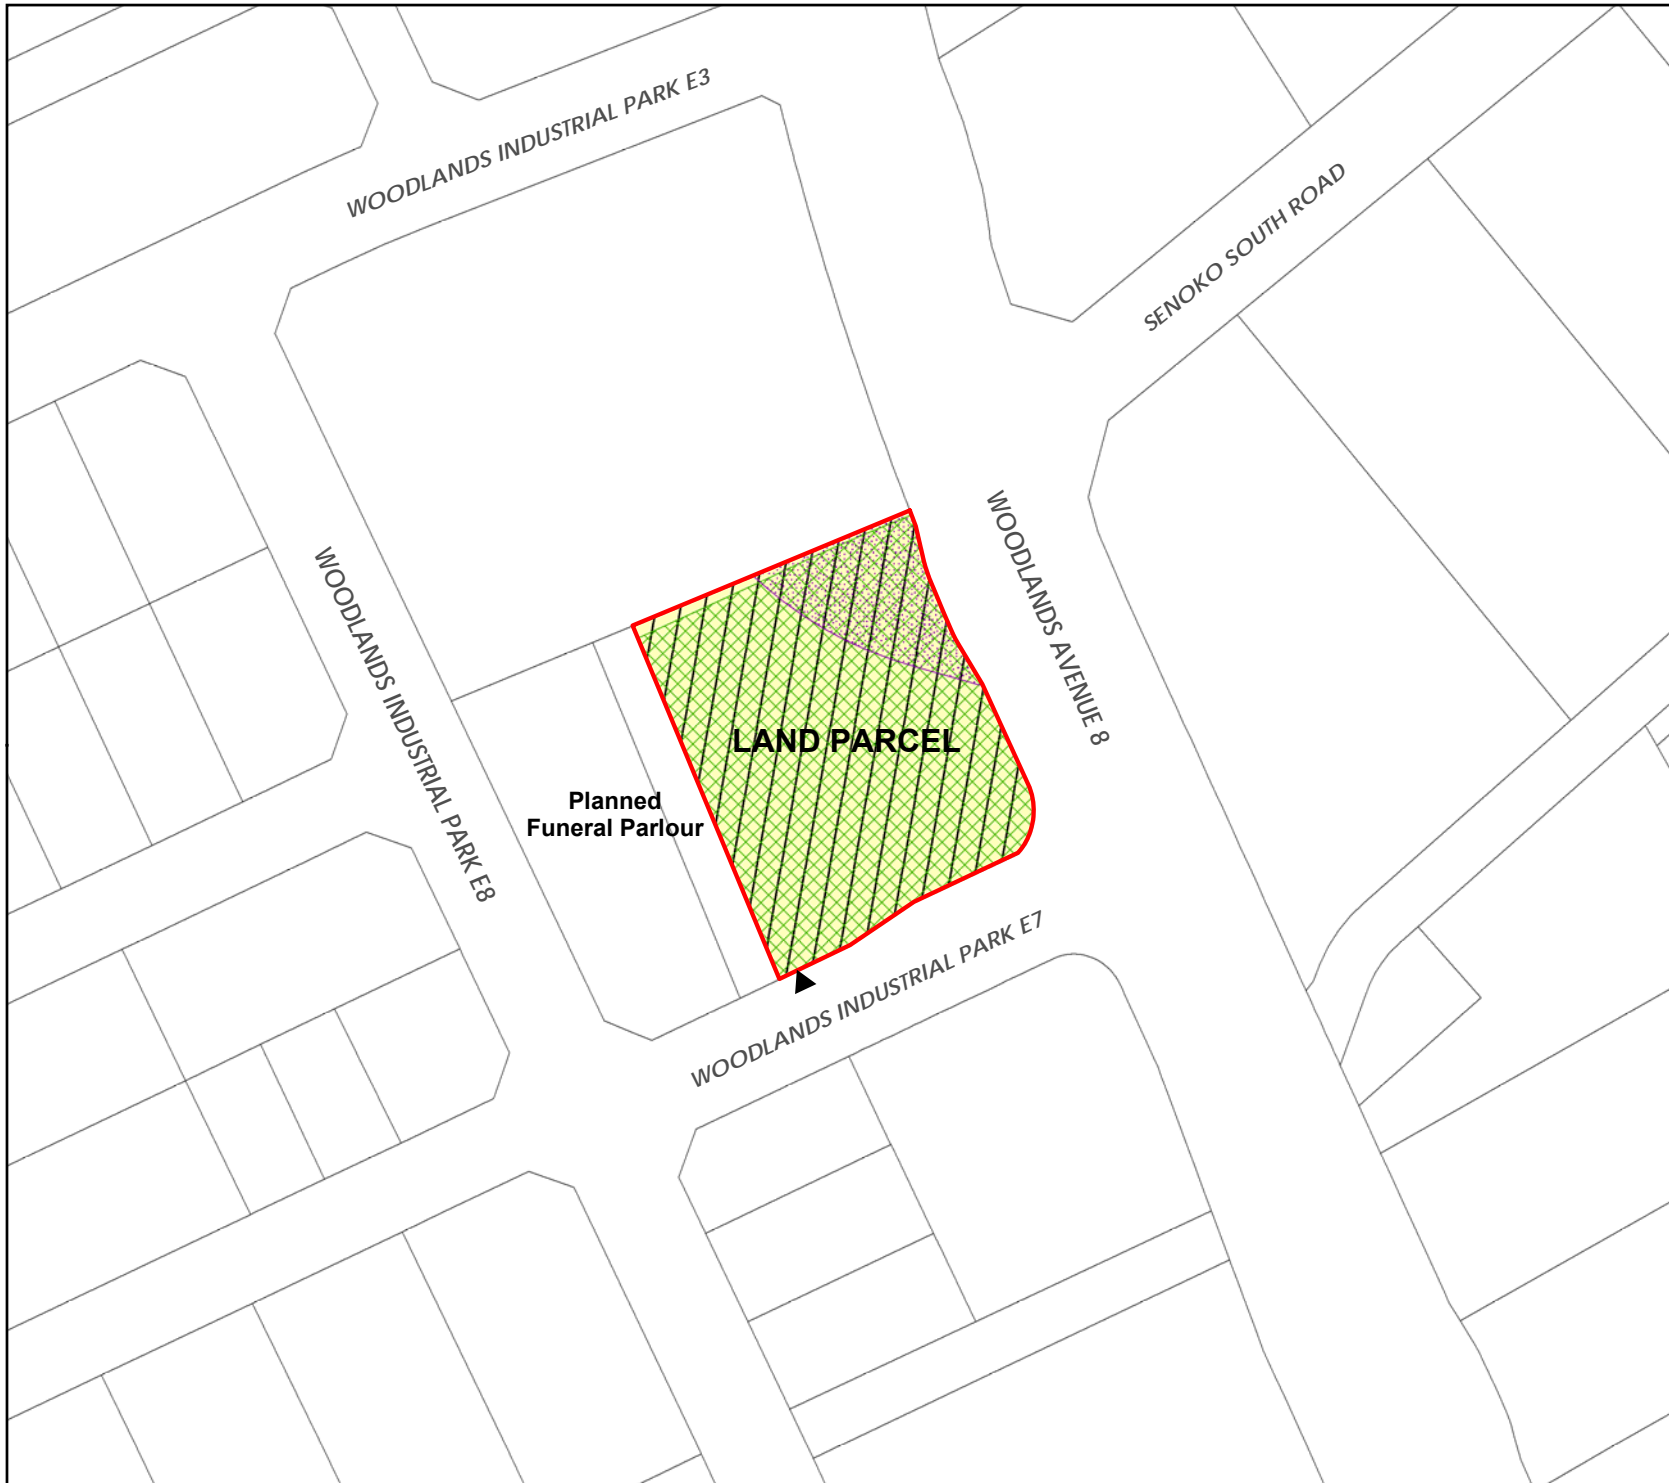 WOODLANDS INDUSTRIAL PARK E3
SENOKO SOUTH ROAD
WOODLANDS AVENUE 8
WOODLANDS INDUSTRIAL PARK E8
LAND PARCEL
Planned
Funeral Parlour
WOODLANDS INDUSTRIAL PARK E7